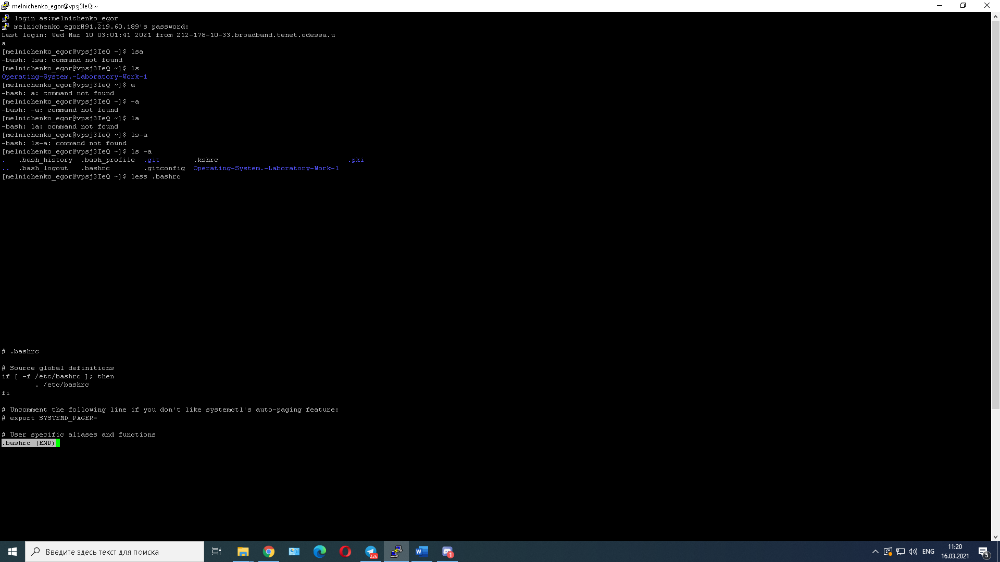 melnichenko_egor@vpsj3IeQ:~
login as:melnichenko_egor
melnichenko_egor@91.219.60.189's password:
Last login: Wed Mar 10 03:01:41 2021 from 212-178-10-33.broadband.tenet.odessa.u
a
[melnichenko_egor@vpsj3IeQ ~]$ lsa
-bash: lsa: command not found
[melnichenko_egor@vpsj3IeQ ~]$ ls
Operating-System.-Laboratory-Work-1
[melnichenko_egor@vpsj3IeQ ~]$ a
-bash: a: command not found
[melnichenko_egor@vpsj3IeQ ~]$ -a
-bash: -a: command not found
[melnichenko_egor@vpsj3IeQ ~]$ la
-bash: la: command not found
[melnichenko_egor@vpsj3IeQ ~]$ ls-a
-bash: ls-a: command not found
[melnichenko_egor@vpsj3IeQ ~]$ ls -a
.   .bash_history  .bash_profile  .git        .kshrc                               .pki
..  .bash_logout   .bashrc        .gitconfig  Operating-System.-Laboratory-Work-1
[melnichenko_egor@vpsj3IeQ ~]$ less .bashrc
# .bashrc
# Source global definitions
if [ -f /etc/bashrc ]; then
        . /etc/bashrc
fi
# Uncomment the following line if you don't like systemctl's auto-paging feature:
# export SYSTEMD_PAGER=
# User specific aliases and functions
.bashrc (END)
Введите здесь текст для поиска
226
W
1
ENG
11:20
16.03.2021
5